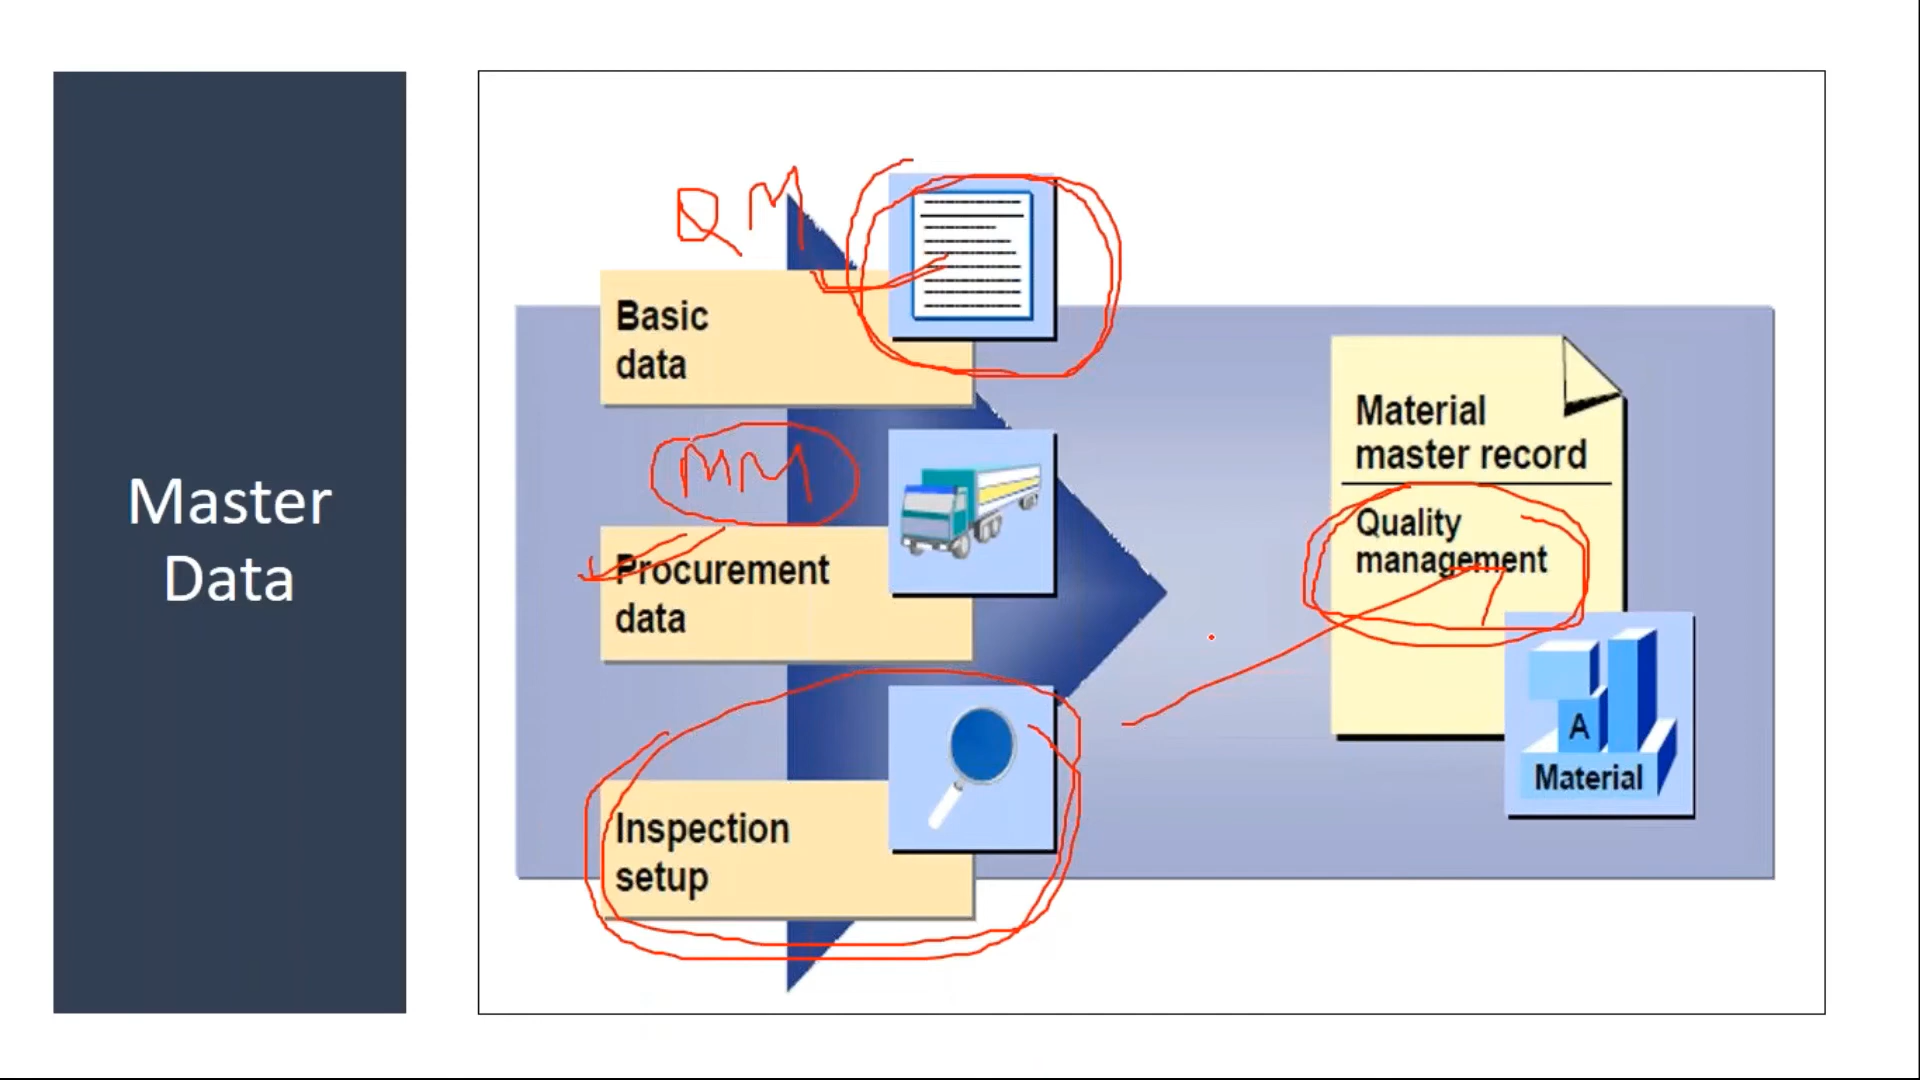 Master
Data
QM
Basic
data
MM
Procurement
data
Inspection
setup
Material
master record
Quality
management
A
Material